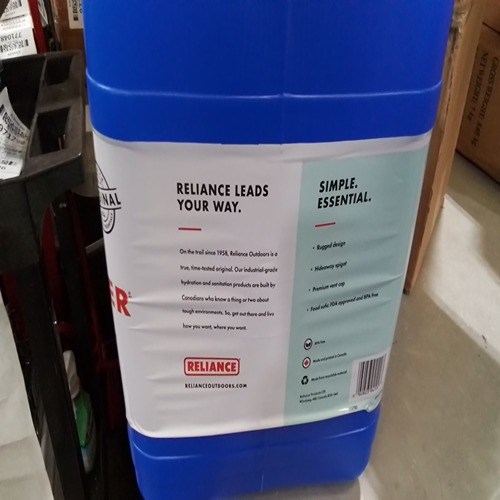 NAL
ER
RELIANCE LEADS
YOUR WAY.
On the trail since 1958, Reliance Outdoors is a
true, time-tested original. Our industrial-grade
hydration and sanitation products are built by
Canadians who know a thing or two about
tough environments. So, get out there and live
how you want, where you want.
RELIANCE
RELIANCEOUTDOORS.COM
SIMPLE.
ESSENTIAL.
• Rugged design
• Hideaway spigot
• Premium vent cap
• Food safe FDA approved and BPA Free